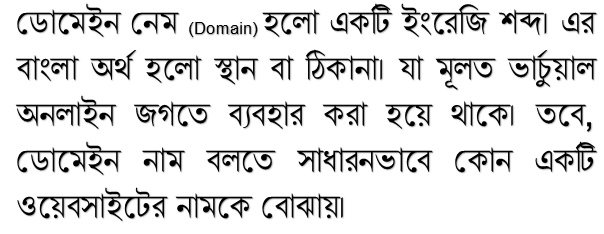 ডোমেইন নেম (Domain) হলো একটি ইংরেজি শব্দ। এর
বাংলা অর্থ হলো স্থান বা ঠিকানা। যা মূলত ভার্চুয়াল
অনলাইন জগতে ব্যবহার করা হয়ে থাকে। তবে,
ডোমেইন নাম বলতে সাধারনভাবে কোন একটি
ওয়েবসাইটের নামকে বোঝায়।